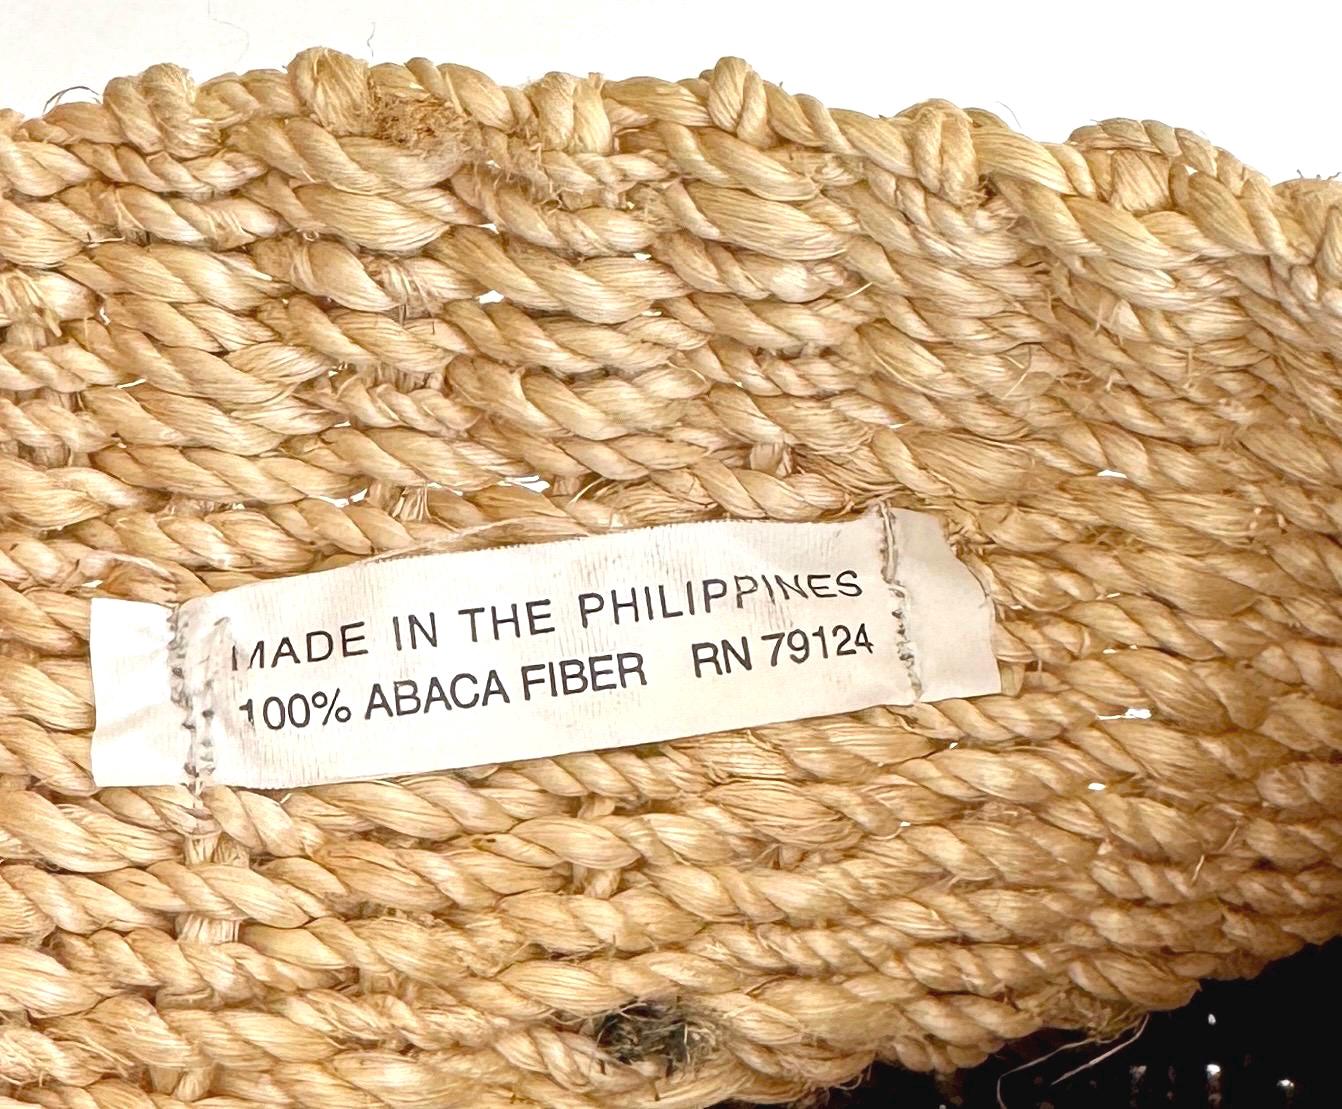 MADE IN THE PHILIPPINES
100% ABACA FIBER RN 79124